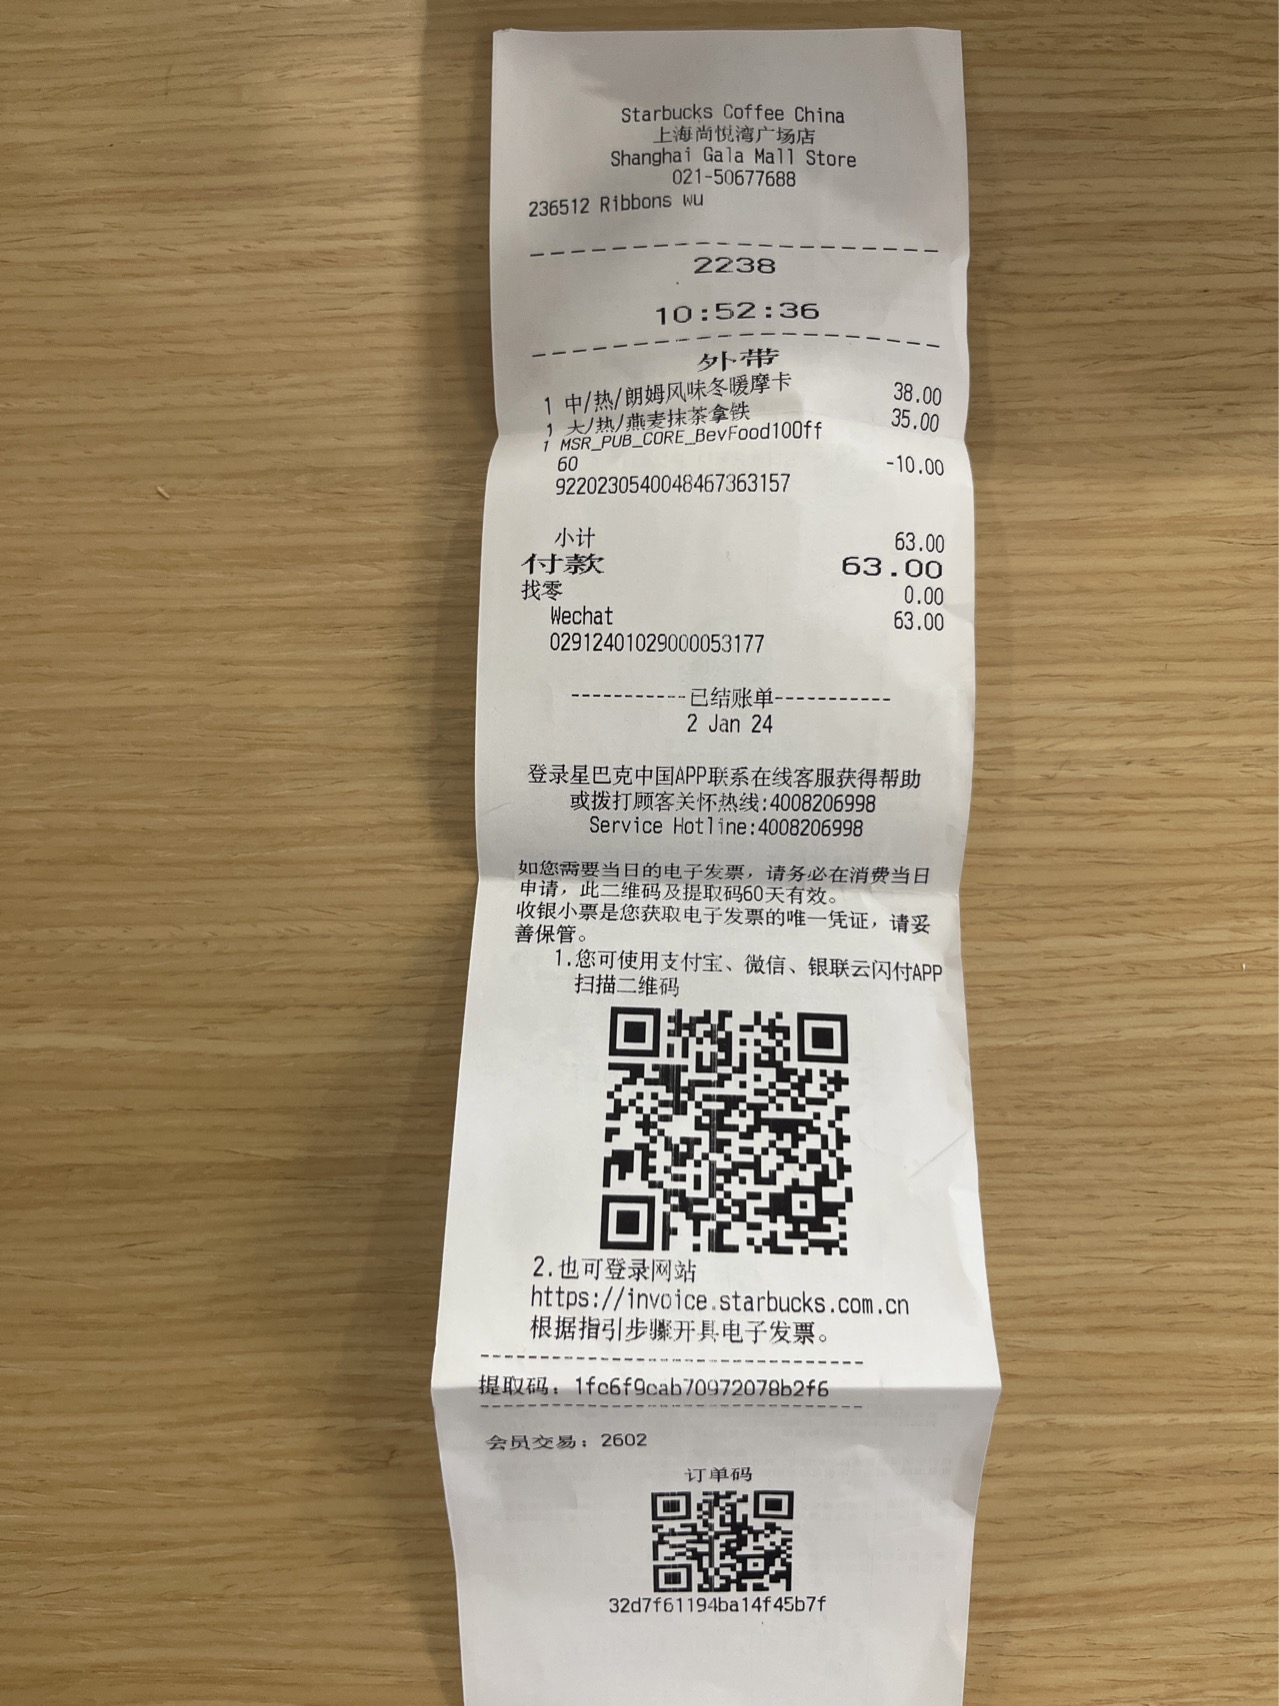 Starbucks Coffee China
上海尚悦湾广场店
Shanghai Gala Mall Store
021-50677688
236512 Ribbons wu
2238
10:52:36
外带
1 中/热/朗姆风味冬暖摩卡 38.00
1 大/热/燕麦抹茶拿铁 35.00
1 MSR_PUB_CORE_BevFood10Off
60 -10.00
92202305400484673631​57
小计 63.00
付款 63.00
找零 0.00
Wechat 63.00
02912401029000053177
-----------已结账单-----------
2 Jan 24
登录星巴克中国APP联系在线客服获得帮助
或拨打顾客关怀热线:4008206998
Service Hotline:4008206998
如您需要当日的电子发票，请务必在消费当日
申请，此二维码及提取码60天有效。
收银小票是您获取电子发票的唯一凭证，请妥
善保管。
1.您可使用支付宝、微信、银联云闪付APP
扫描二维码
2.也可登录网站
https://invoice.starbucks.com.cn
根据指引步骤开具电子发票。
提取码：1fc6f9cab70972078b2f6
会员交易：2602
订单码
32d7f61194ba14f45b7f